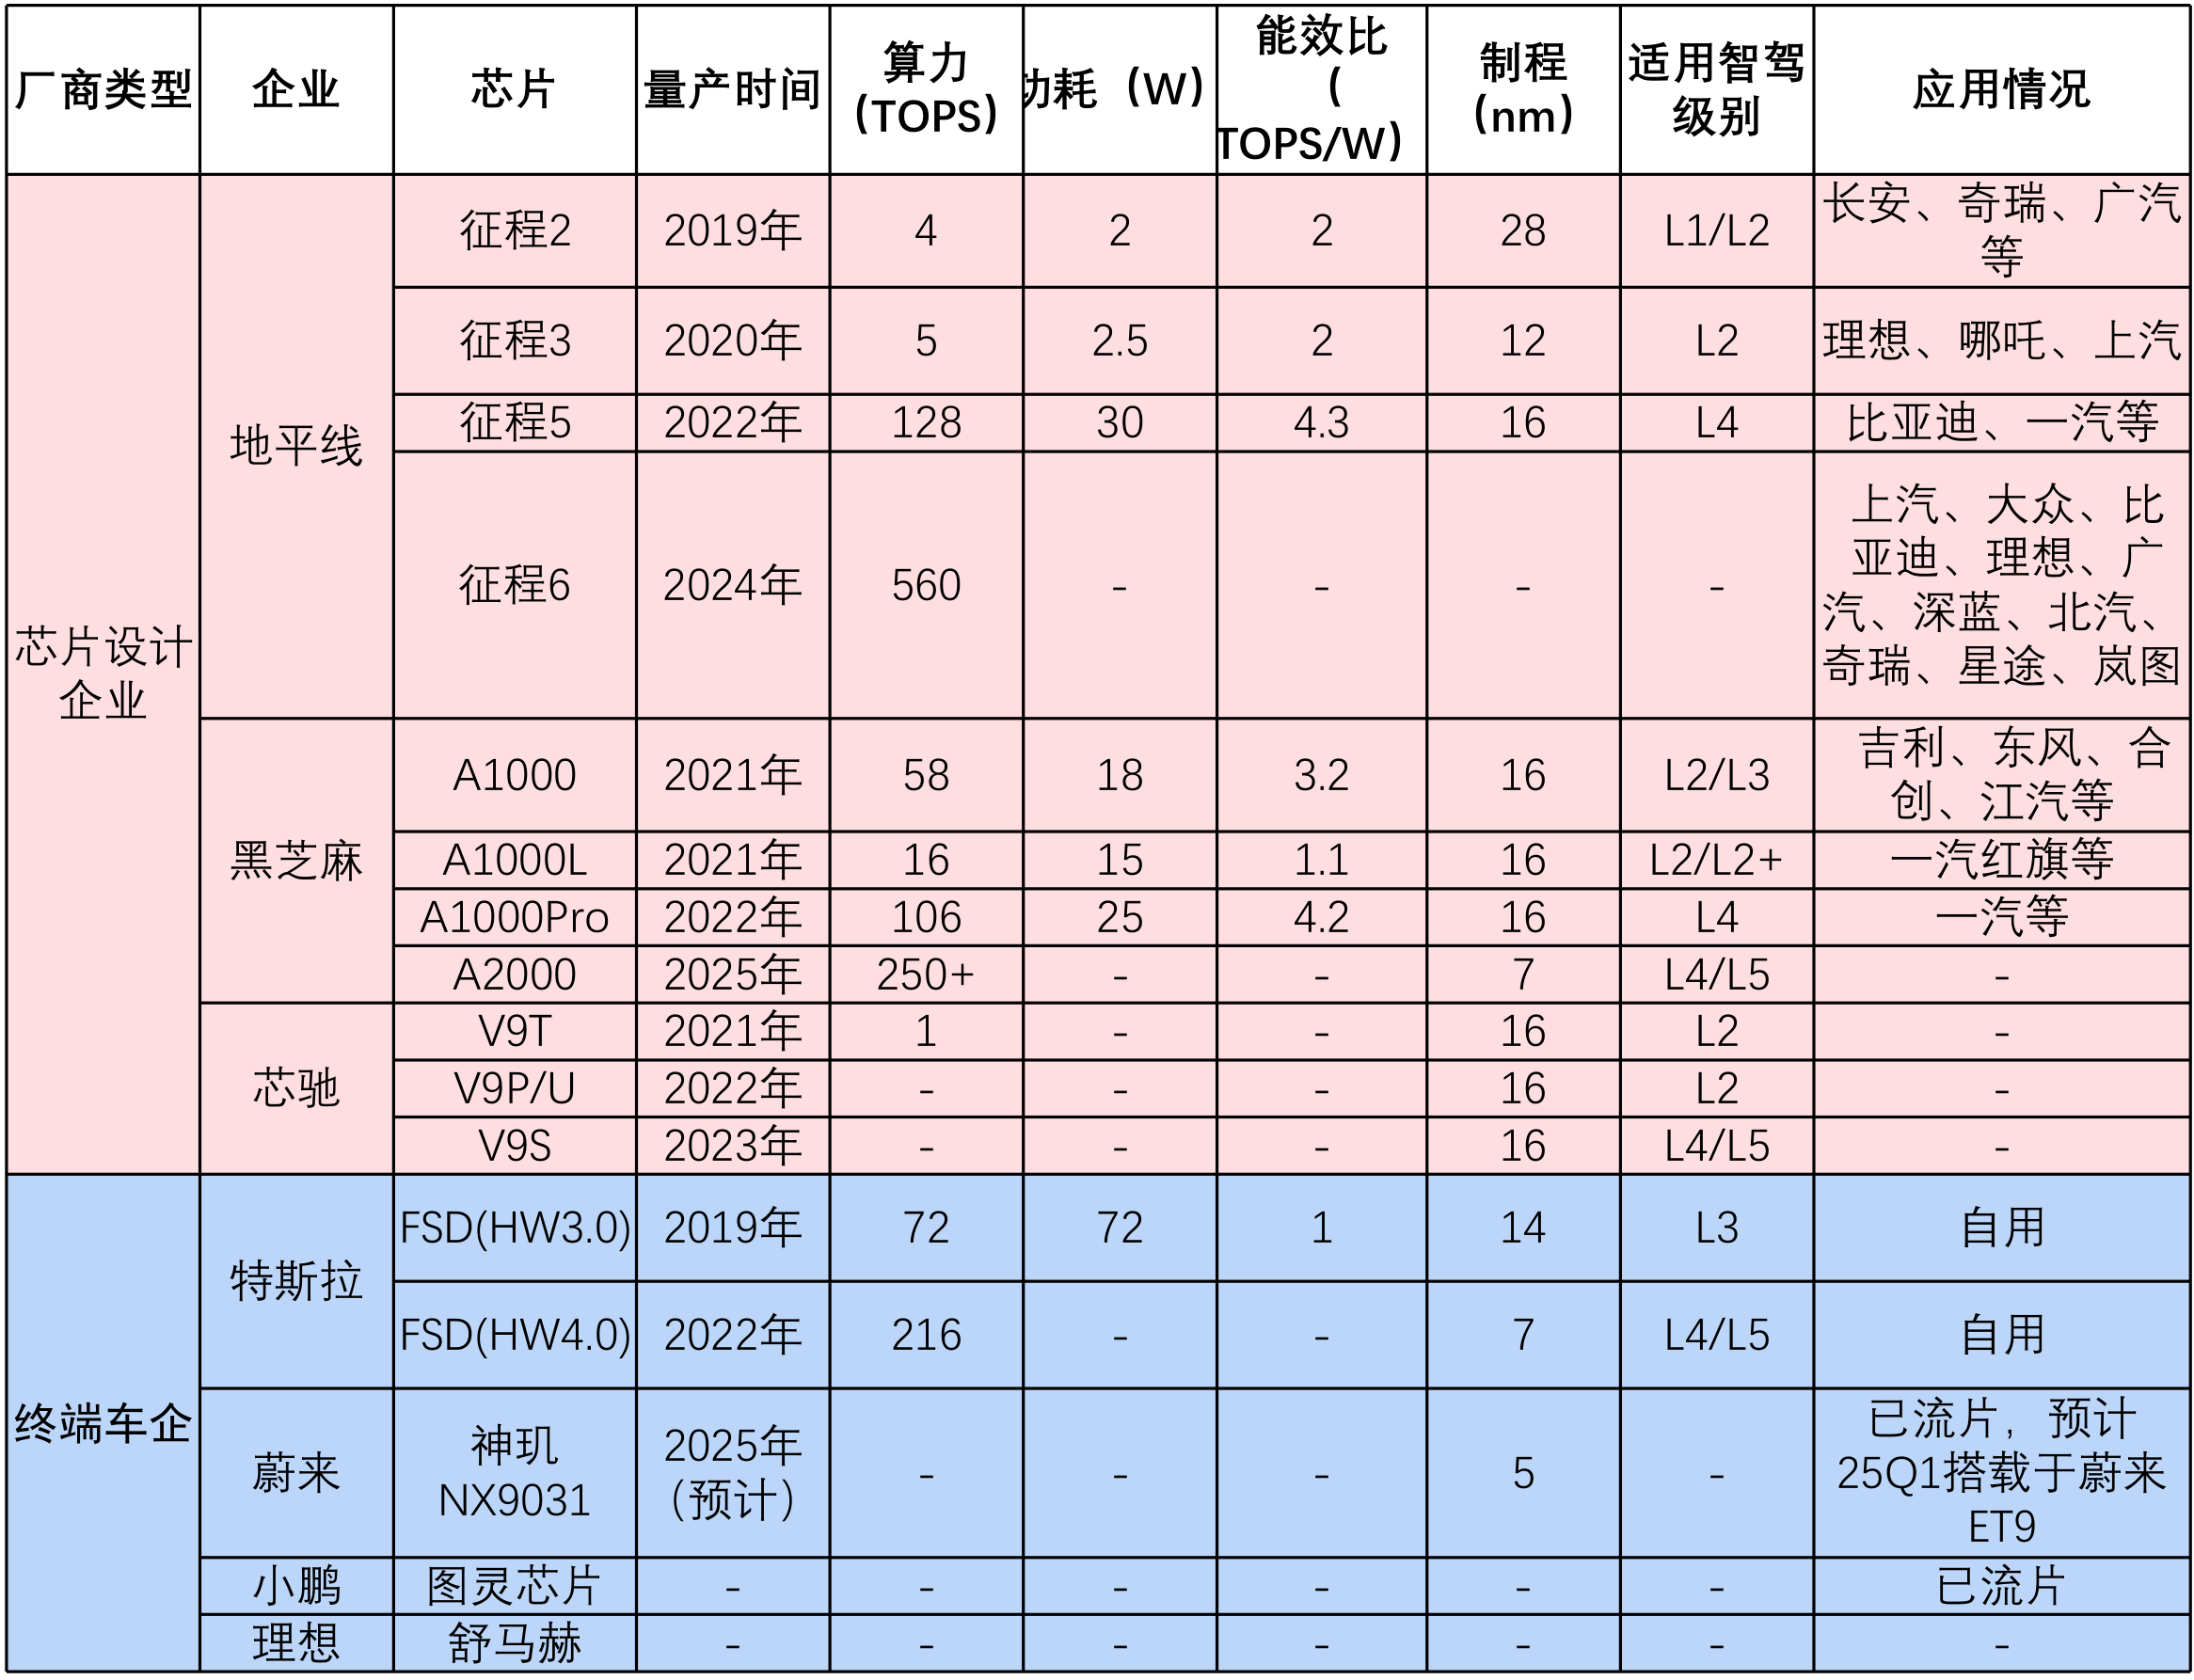 厂商类型 企业 芯片 量产时间 算力(TOPS) 功耗（W） 能效比（TOPS/W） 制程(nm) 适用智驾级别 应用情况
芯片设计企业 地平线 征程2 2019年 4 2 2 28 L1/L2 长安、奇瑞、广汽等
征程3 2020年 5 2.5 2 12 L2 理想、哪吒、上汽
征程5 2022年 128 30 4.3 16 L4 比亚迪、一汽等
征程6 2024年 560 - - - - 上汽、大众、比亚迪、理想、广汽、深蓝、北汽、奇瑞、星途、岚图
黑芝麻 A1000 2021年 58 18 3.2 16 L2/L3 吉利、东风、合创、江汽等
A1000L 2021年 16 15 1.1 16 L2/L2+ 一汽红旗等
A1000Pro 2022年 106 25 4.2 16 L4 一汽等
A2000 2025年 250+ - - 7 L4/L5 -
芯驰 V9T 2021年 1 - - 16 L2 -
V9P/U 2022年 - - - 16 L2 -
V9S 2023年 - - - 16 L4/L5 -
终端车企 特斯拉 FSD(HW3.0) 2019年 72 72 1 14 L3 自用
FSD(HW4.0) 2022年 216 - - 7 L4/L5 自用
蔚来 神玑NX9031 2025年（预计） - - - 5 - 已流片，预计25Q1搭载于蔚来ET9
小鹏 图灵芯片 - - - - - - 已流片
理想 舒马赫 - - - - - - -